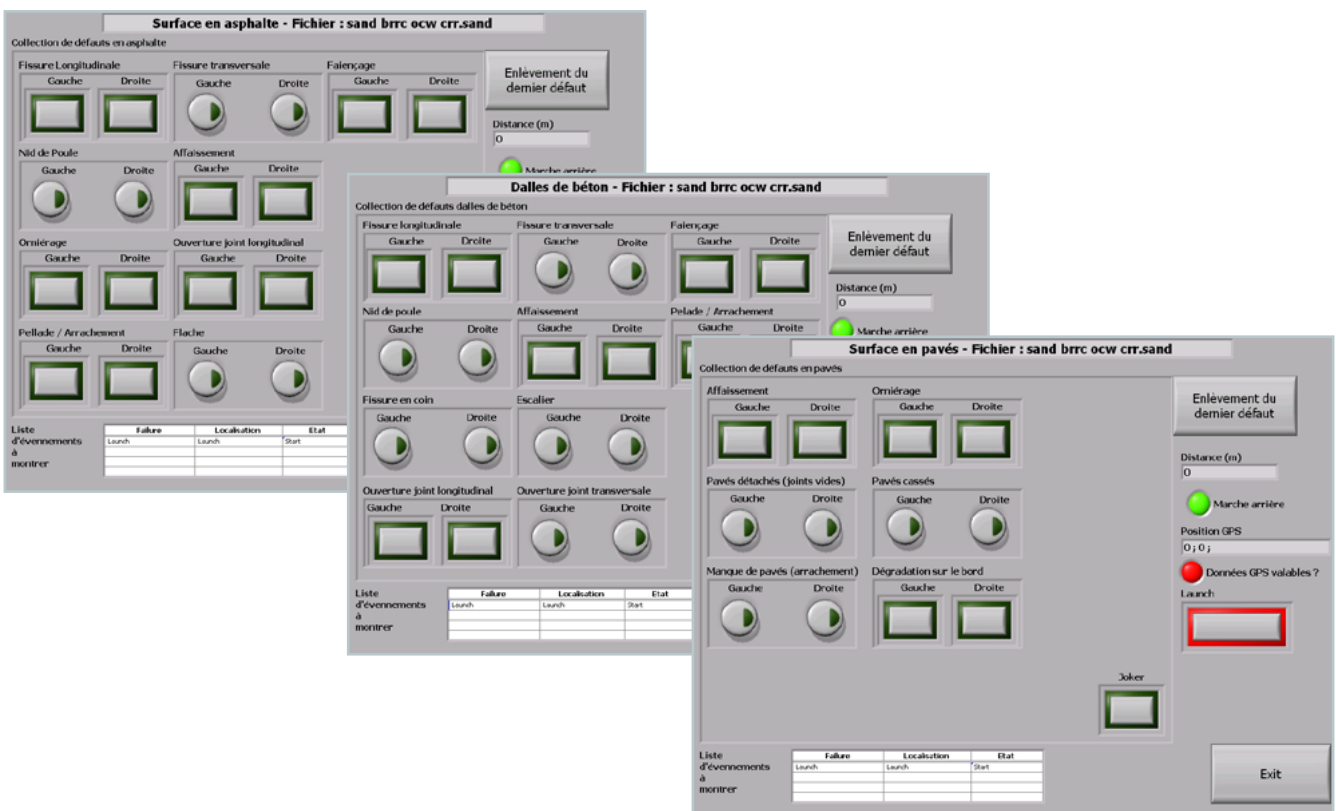 Surface en asphalte - Fichier : sand brrc ocw crr.sand
Collection de défauts en asphalte
Fissure Longitudinale Fissure transversale Faïençage
Gauche Droite Gauche Droite Gauche Droite
Enlèvement du
dernier défaut
Distance (m)
0
Nid de Poule Affaissement
Marche arrière
Gauche Droite Gauche Droite
Orniérage Ouverture joint longitudinal
Gauche Droite Gauche Droite
Pellade / Arrachement Flache
Gauche Droite Gauche Droite
Liste
d'évennements
à
montrer
Failure Localisation Etat
Launch Launch Start
Dalles de béton - Fichier : sand brrc ocw crr.sand
Collection de défauts dalles de béton
Fissure longitudinale Fissure transversale Faïençage
Gauche Droite Gauche Droite Gauche Droite
Enlèvement du
dernier défaut
Distance (m)
0
Nid de poule Affaissement Pelade / Arrachement
Marche arrière
Gauche Droite Gauche Droite Gauche Droite
Fissure en coin Escalier
Gauche Droite Gauche Droite
Ouverture joint longitudinal Ouverture joint transversale
Gauche Droite Gauche Droite
Liste
d'évennements
à
montrer
Failure Localisation Etat
Launch Launch Start
Surface en pavés - Fichier : sand brrc ocw crr.sand
Collection de défauts en pavés
Affaissement Orniérage
Gauche Droite Gauche Droite
Enlèvement du
dernier défaut
Distance (m)
0
Pavés détachés (joints vides) Pavés cassés
Gauche Droite Gauche Droite
Marche arrière
Position GPS
0;0;
Manque de pavés (arrachement) Dégradation sur le bord
Données GPS valables ?
Gauche Droite Gauche Droite
Launch
Joker
Liste
d'évennements
à
montrer
Failure Localisation Etat
Launch Launch Start
Exit